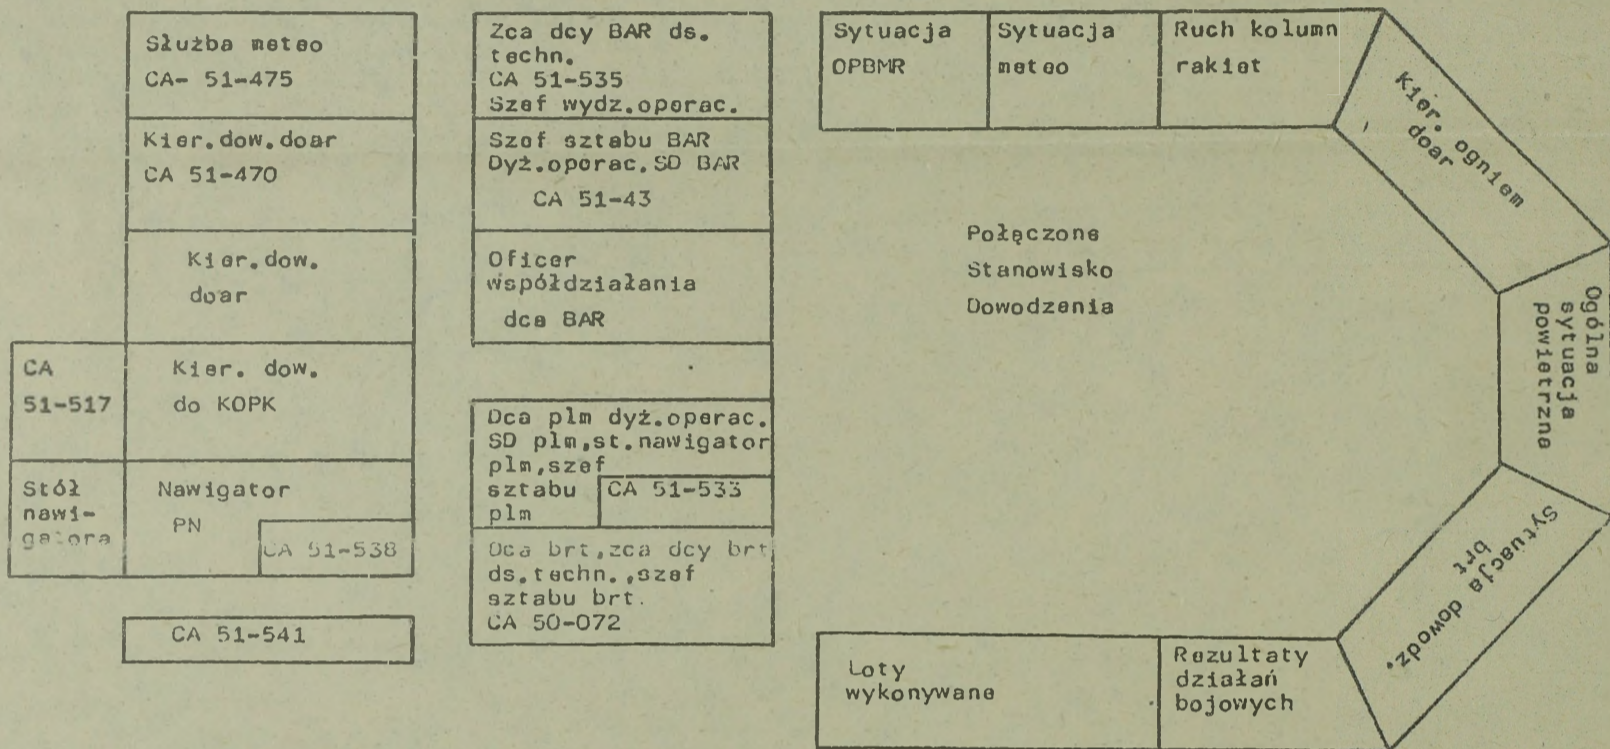 Służba meteo
CA- 51-475
Kier.dow.doar
CA 51-470
Kier.dow.
doar
CA
51-517
Kier. dow.
do KOPK
Stół
nawi-
gatora
Nawigator
PN
CA 51-538
CA 51-541
Zca dcy BAR ds.
techn.
CA 51-535
Szef wydz.operac.
Szef sztabu BAR
Dyż.operac.SD BAR
CA 51-43
Oficer
współdziałania
dca BAR
Dca plm dyż.operac.
SD plm,st.nawigator
plm,szef
sztabu
plm
CA 51-533
Dca brt,zca dcy brt
ds.techn.,szef
sztabu brt.
CA 50-072
Sytuacja
OPBMR
Sytuacja
meteo
Ruch kolumn
rakiet
Kier. ogniem
doar
Ogólna
sytuacja
powietrzna
Połączone
Stanowisko
Dowodzenia
Sytuacja dowodz.
brt
Loty
wykonywane
Rezultaty
działań
bojowych